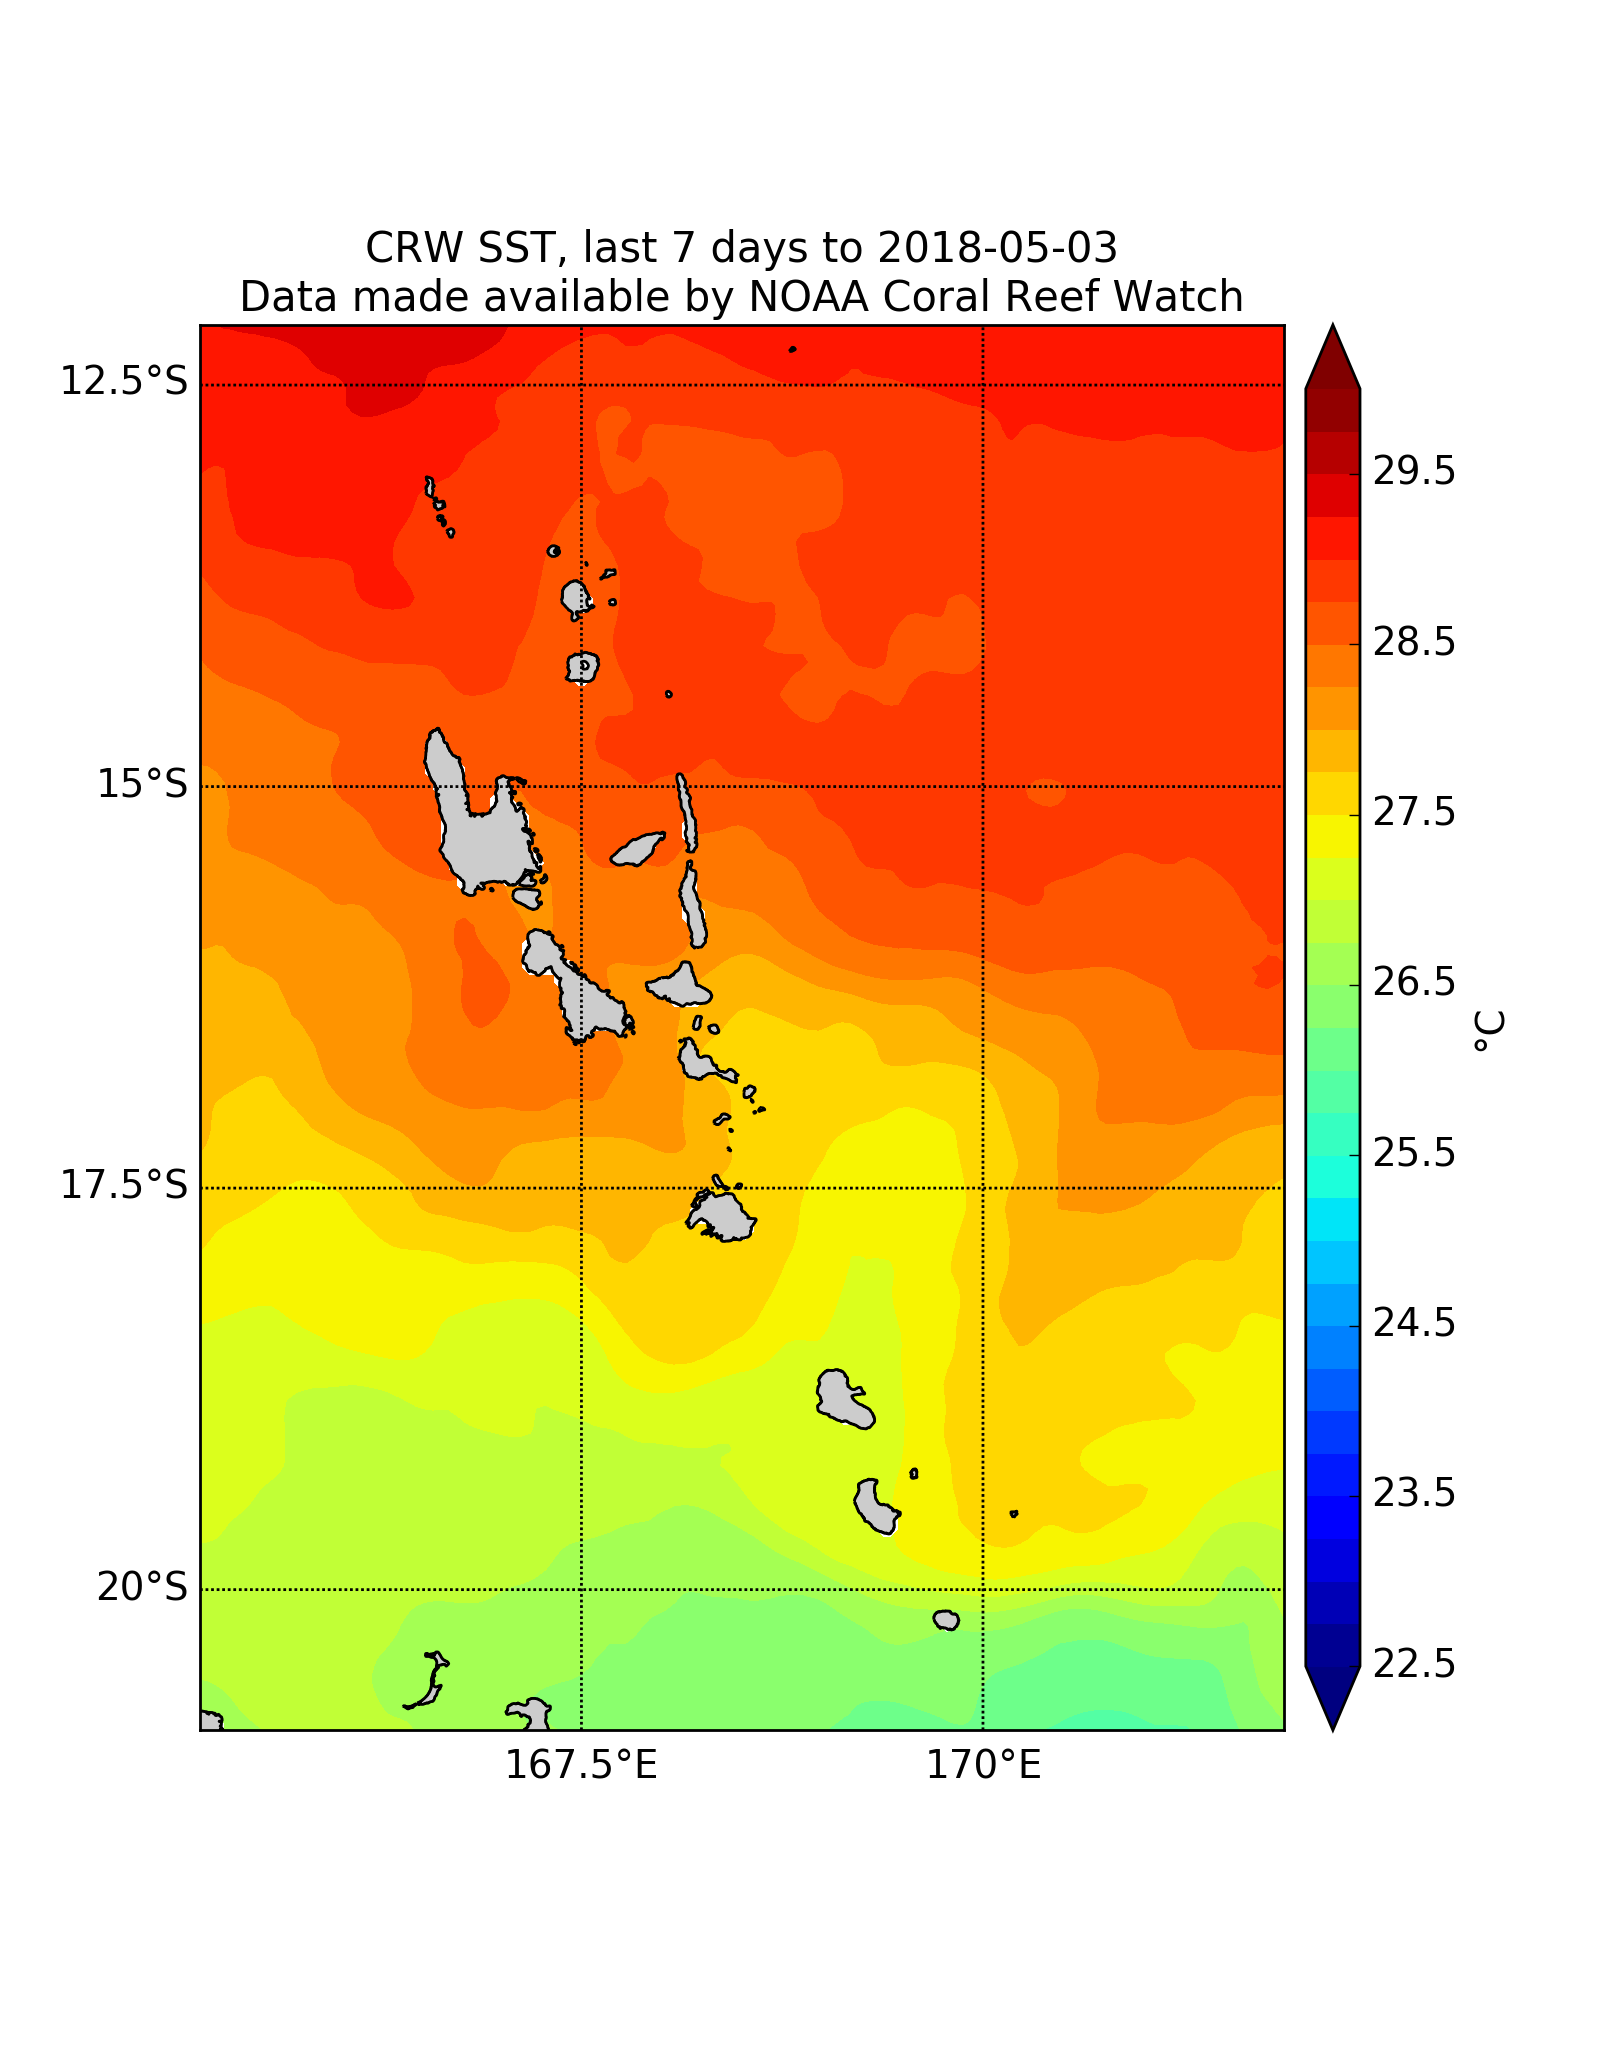 CRW SST, last 7 days to 2018-05-03
Data made available by NOAA Coral Reef Watch
12.5°S
15°S
17.5°S
20°S
167.5°E
170°E
29.5
28.5
27.5
26.5
25.5
24.5
23.5
22.5
°C